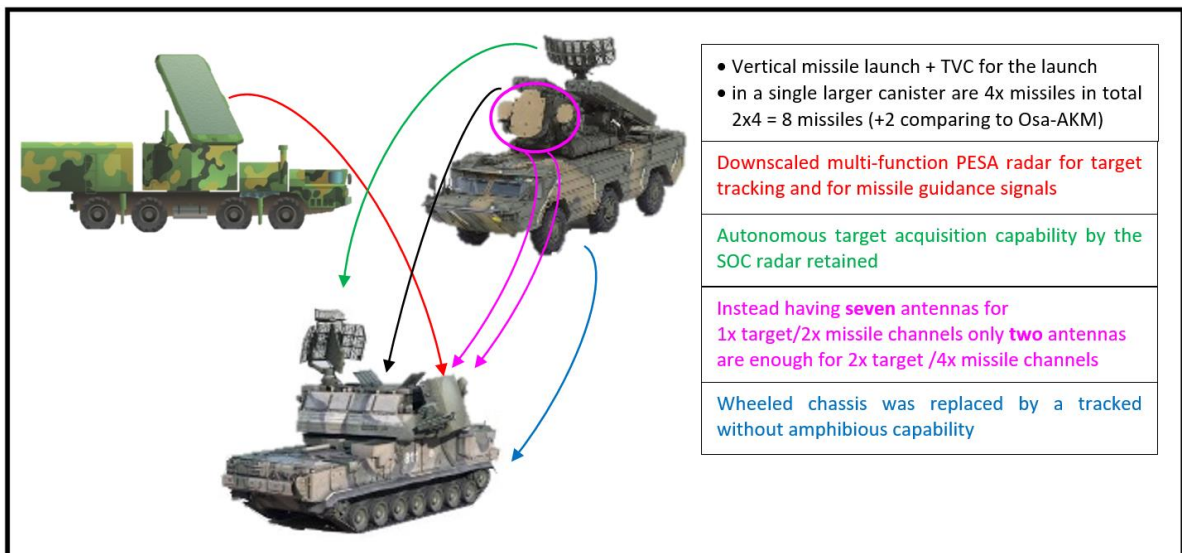 • Vertical missile launch + TVC for the launch
• in a single larger canister are 4x missiles in total
2x4 = 8 missiles (+2 comparing to Osa-AKM)
Downscaled multi-function PESA radar for target
tracking and for missile guidance signals
Autonomous target acquisition capability by the
SOC radar retained
Instead having seven antennas for
1x target/2x missile channels only two antennas
are enough for 2x target /4x missile channels
Wheeled chassis was replaced by a tracked
without amphibious capability